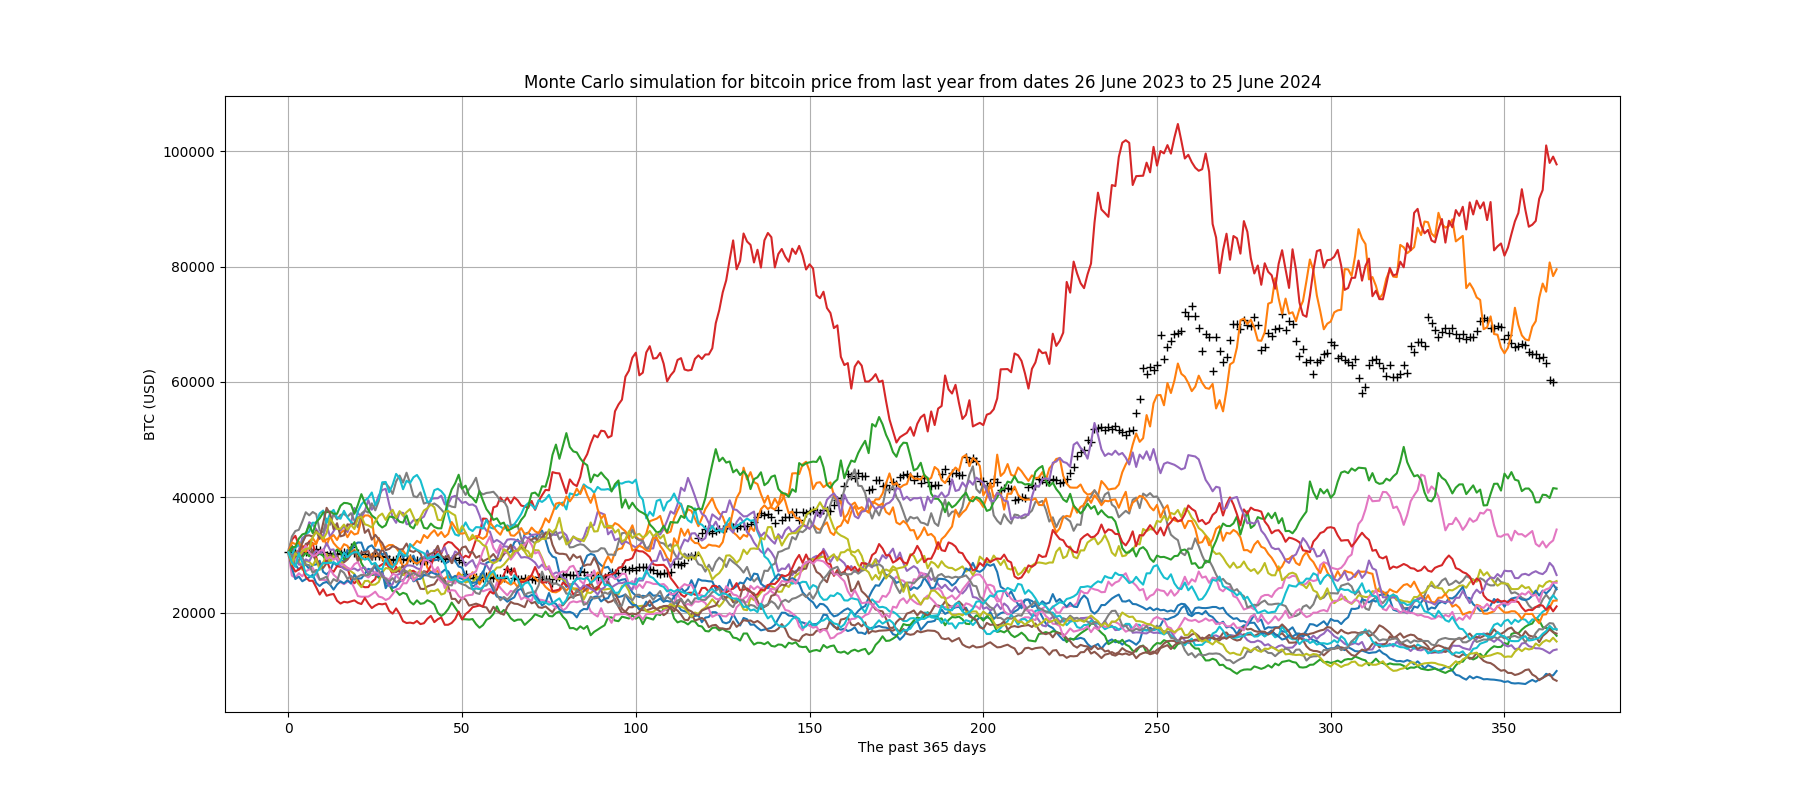 Monte Carlo simulation for bitcoin price from last year from dates 26 June 2023 to 25 June 2024
100000
80000
60000
40000
20000
BTC (USD)
0 50 100 150 200 250 300 350
The past 365 days